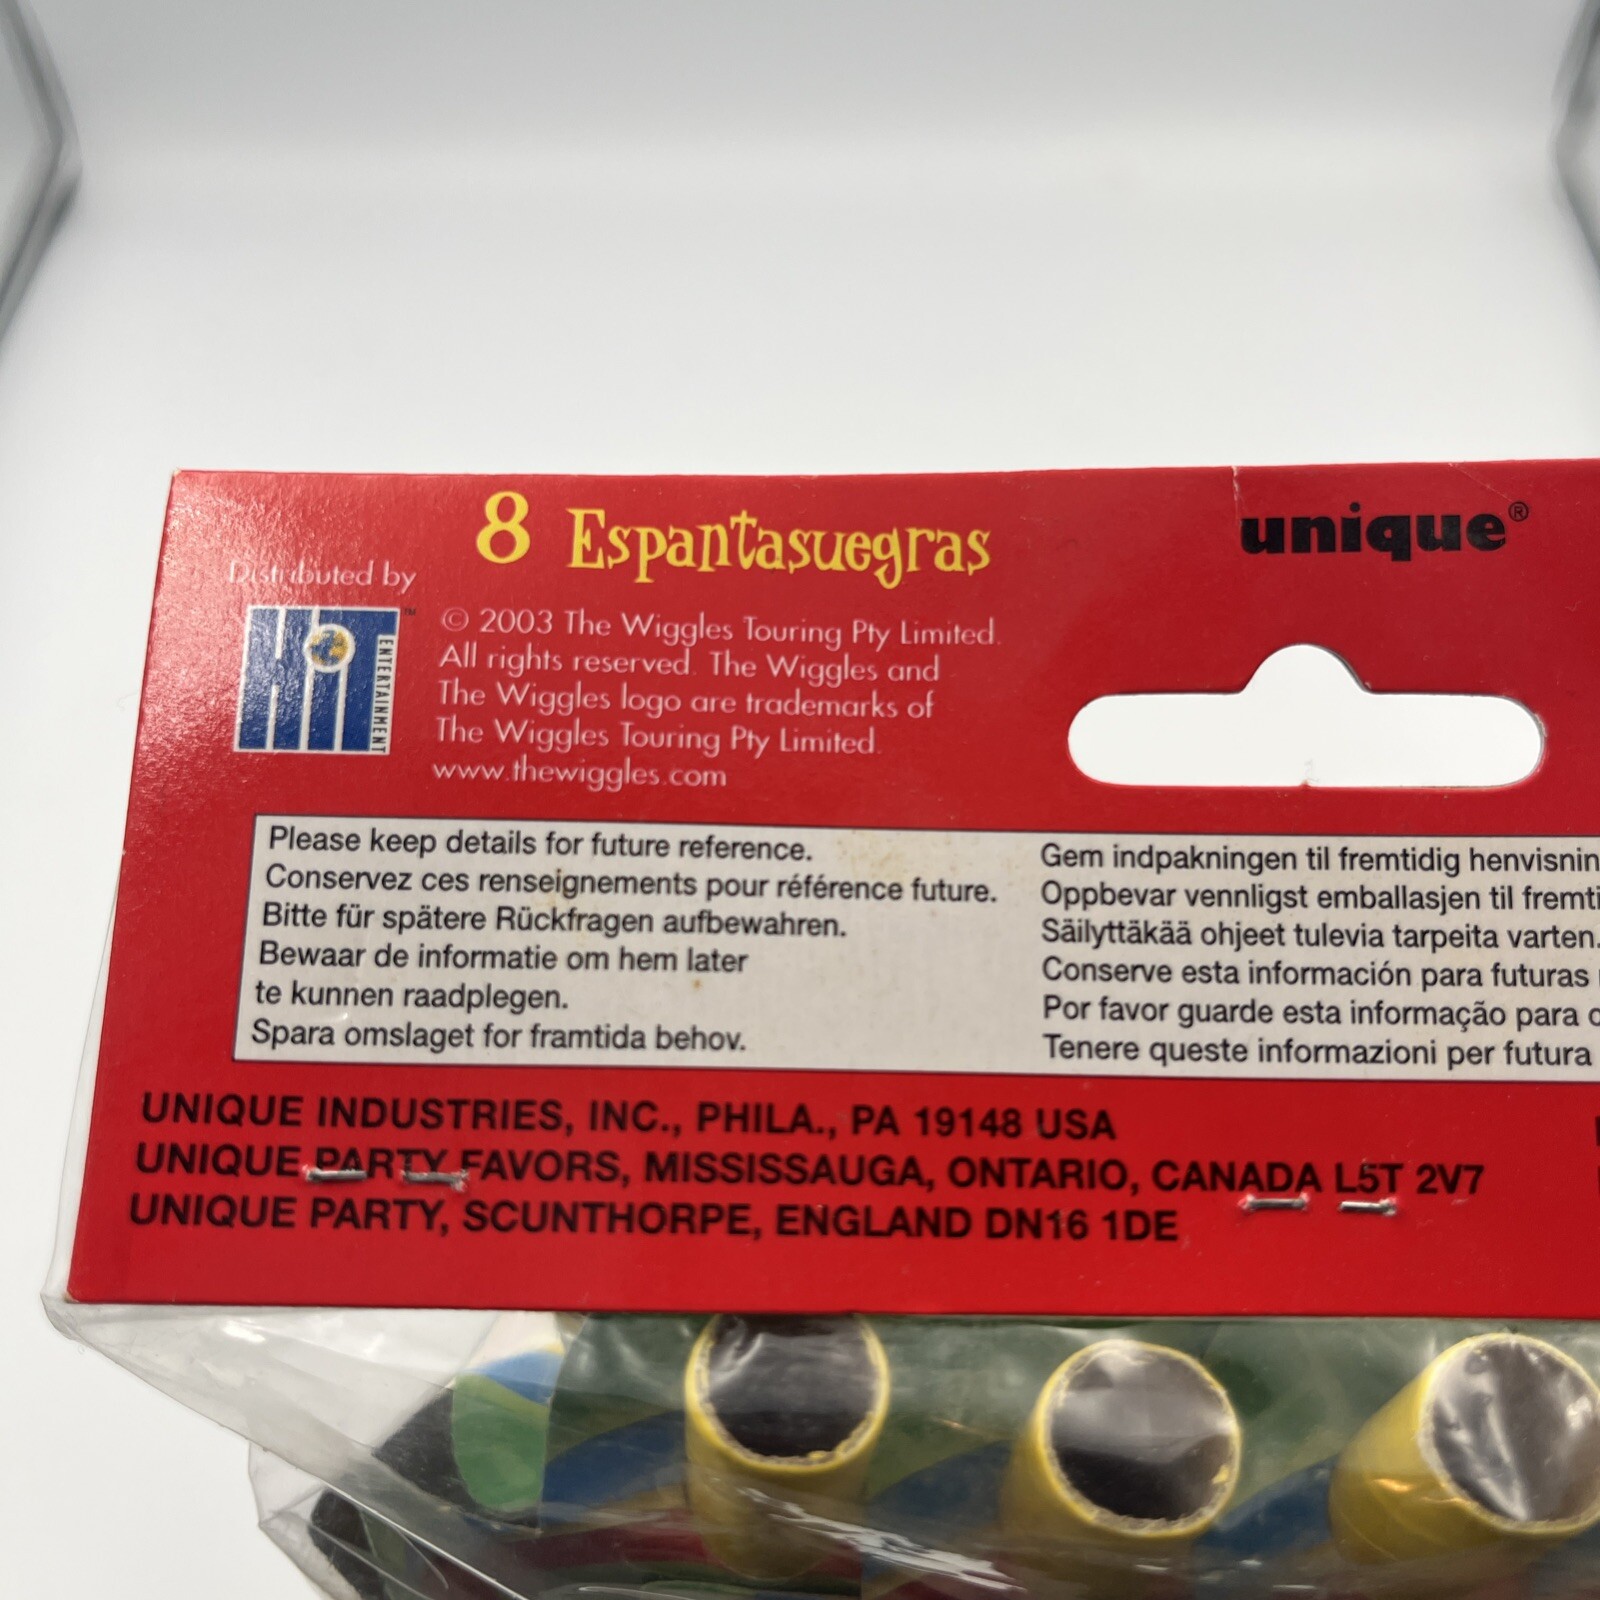 8 Espantasuegras
unique®
Distributed by
HiT ENTERTAINMENT™
© 2003 The Wiggles Touring Pty Limited.
All rights reserved. The Wiggles and
The Wiggles logo are trademarks of
The Wiggles Touring Pty Limited.
www.thewiggles.com
Please keep details for future reference.
Conservez ces renseignements pour référence future.
Bitte für spätere Rückfragen aufbewahren.
Bewaar de informatie om hem later
te kunnen raadplegen.
Spara omslaget for framtida behov.
Gem indpakningen til fremtidig
Oppbevar vennligst emballasjen til
Säilyttäkää ohjeet tulevia tarpeita varten.
Conserve esta información para futuras
Por favor guarde esta informação para
Tenere queste informazioni per futura
UNIQUE INDUSTRIES, INC., PHILA., PA 19148 USA
UNIQUE PARTY FAVORS, MISSISSAUGA, ONTARIO, CANADA L5T 2V7
UNIQUE PARTY, SCUNTHORPE, ENGLAND DN16 1DE